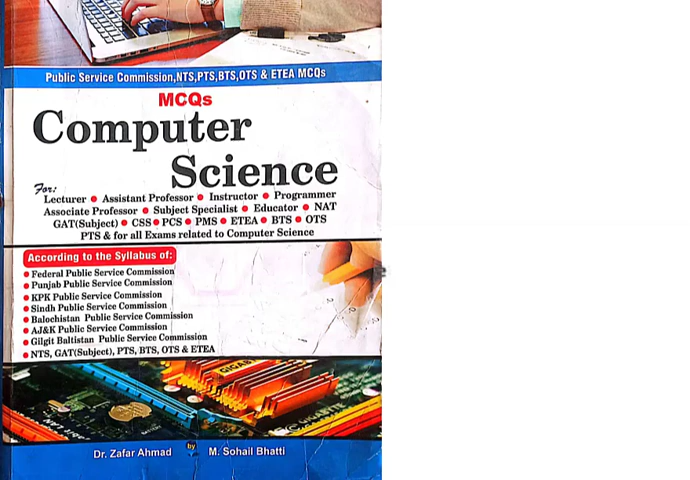 Public Service Commission,NTS,PTS,BTS,OTS & ETEA MCQs
MCQs
Computer
Science
For:
Lecturer • Assistant Professor • Instructor • Programmer
Associate Professor • Subject Specialist • Educator • NAT
GAT(Subject) • CSS • PCS • PMS • ETEA • BTS • OTS
PTS & for all Exams related to Computer Science
According to the Syllabus of:
• Federal Public Service Commission
• Punjab Public Service Commission
• KPK Public Service Commission
• Sindh Public Service Commission
• Balochistan Public Service Commission
• AJ&K Public Service Commission
• Gilgit Baltistan Public Service Commission
• NTS, GAT(Subject), PTS, BTS, OTS & ETEA
GIGAB
GIGABYTE
Dr. Zafar Ahmad by M. Sohail Bhatti